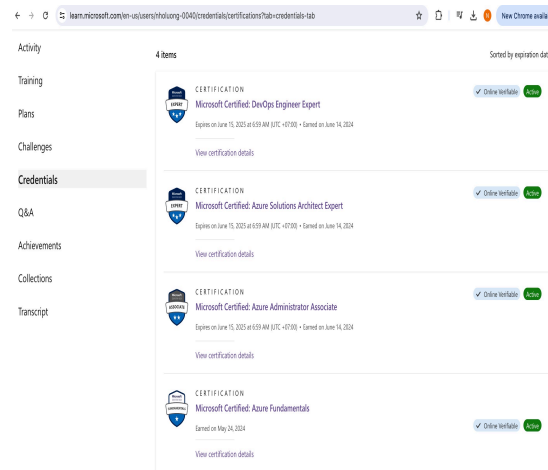 learn.microsoft.com/en-us/users/nholuong-0040/credentials/certifications?tab=credentials-tab
N
New Chrome availa
Activity
Training
Plans
Challenges
Credentials
Q&A
Achievements
Collections
Transcript
4 items
Sorted by expiration dat
EXPERT
CERTIFICATION
Microsoft Certified: DevOps Engineer Expert
Expires on June 15, 2025 at 6:59 AM (UTC +07:00) • Earned on June 14, 2024
View certification details
Online Verifiable
Active
EXPERT
CERTIFICATION
Microsoft Certified: Azure Solutions Architect Expert
Expires on June 15, 2025 at 6:59 AM (UTC +07:00) • Earned on June 14, 2024
View certification details
Online Verifiable
Active
ASSOCIATE
CERTIFICATION
Microsoft Certified: Azure Administrator Associate
Expires on June 15, 2025 at 6:59 AM (UTC +07:00) • Earned on June 14, 2024
View certification details
Online Verifiable
Active
CERTIFICATION
Microsoft Certified: Azure Fundamentals
Earned on May 24, 2024
View certification details
Online Verifiable
Active